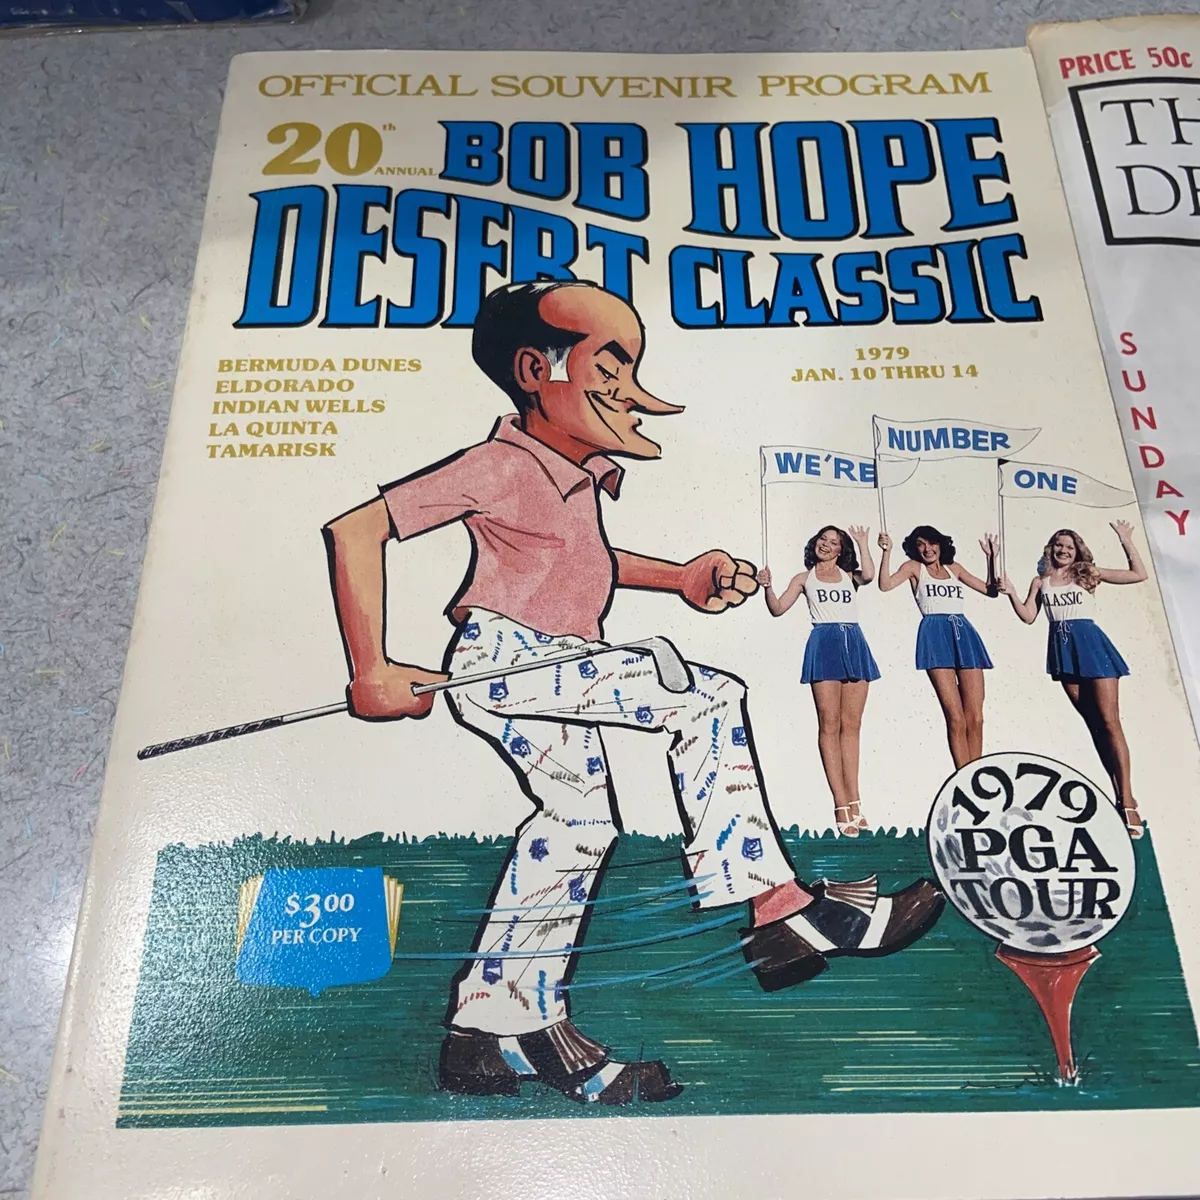 OFFICIAL SOUVENIR PROGRAM
20th ANNUAL BOB HOPE
DESERT CLASSIC
BERMUDA DUNES
ELDORADO
INDIAN WELLS
LA QUINTA
TAMARISK
1979
JAN. 10 THRU 14
WE'RE
NUMBER
ONE
BOB
HOPE
CLASSIC
1979
PGA
TOUR
$3.00
PER COPY
PRICE 50c
TH
DE
SUNDAY